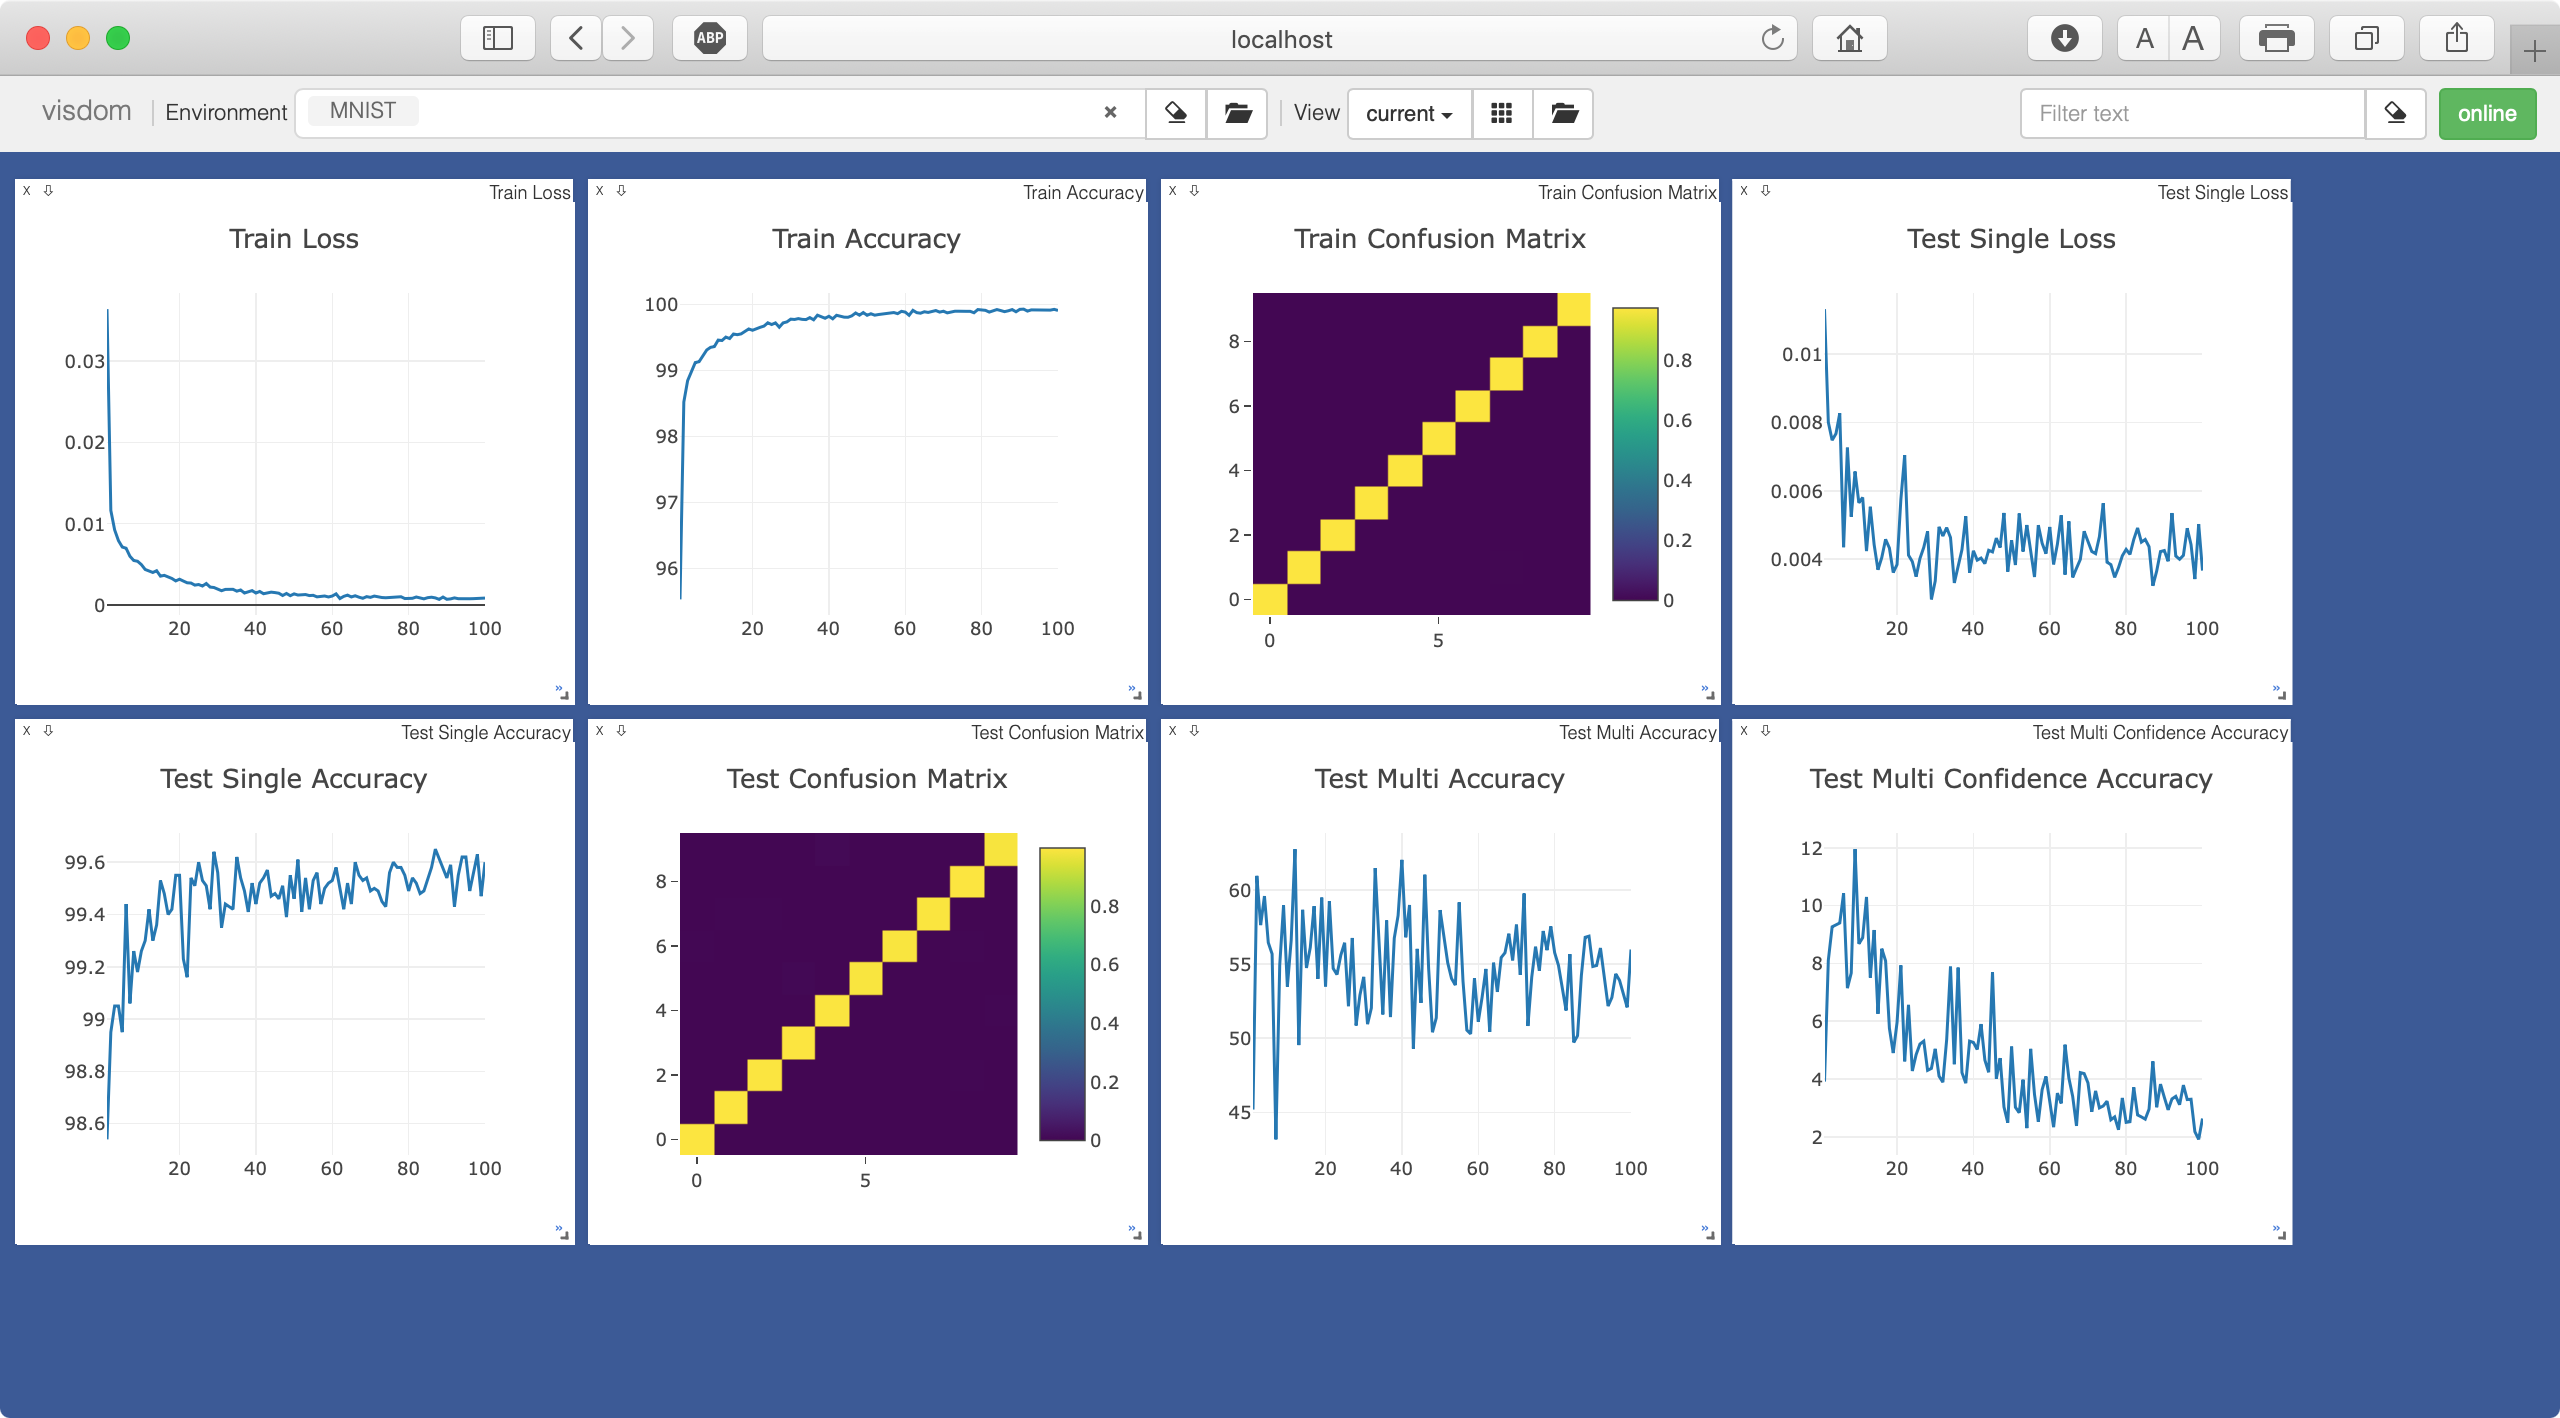 ABP
localhost
A A
visdom Environment MNIST × View current Filter text online
X Train Loss
Train Loss
0.03
0.02
0.01
0
20 40 60 80 100
X Train Accuracy
Train Accuracy
100
99
98
97
96
20 40 60 80 100
X Train Confusion Matrix
Train Confusion Matrix
8
6
4
2
0
0 5
0.8
0.6
0.4
0.2
0
X Test Single Loss
Test Single Loss
0.01
0.008
0.006
0.004
20 40 60 80 100
X Test Single Accuracy
Test Single Accuracy
99.6
99.4
99.2
99
98.8
98.6
20 40 60 80 100
X Test Confusion Matrix
Test Confusion Matrix
8
6
4
2
0
0 5
0.8
0.6
0.4
0.2
0
X Test Multi Accuracy
Test Multi Accuracy
60
55
50
45
20 40 60 80 100
X Test Multi Confidence Accuracy
Test Multi Confidence Accuracy
12
10
8
6
4
2
20 40 60 80 100